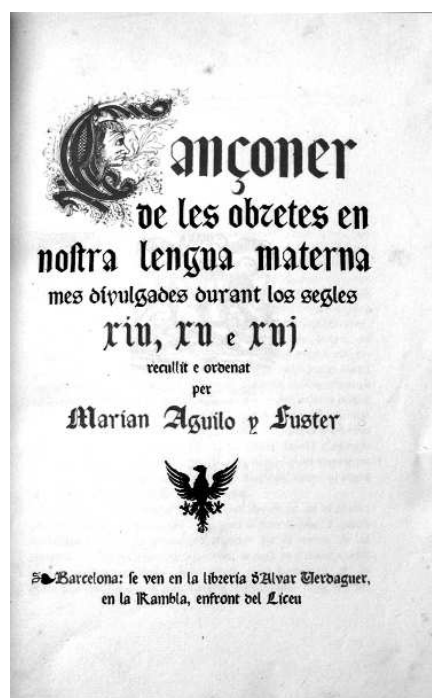 Cançoner
de les obretes en
nostra lengua materna
mes divulgades durant los segles
xiv, xv e xvj
recullit e ordenat
per
Marian Aguilo y Fuster
Barcelona: se ven en la libreria d'Alvar Verdaguer,
en la Rambla, enfront del Liceu